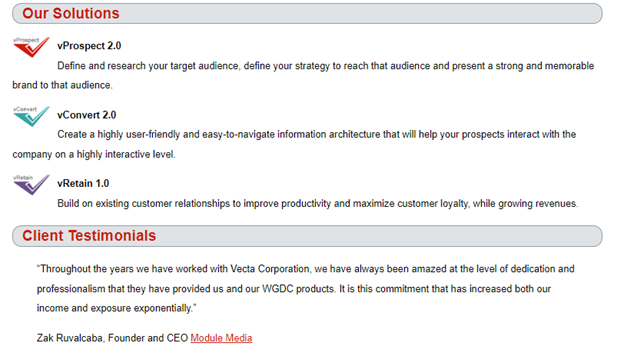 Our Solutions
vProspect
vProspect 2.0
Define and research your target audience, define your strategy to reach that audience and present a strong and memorable
brand to that audience.
vConvert
vConvert 2.0
Create a highly user-friendly and easy-to-navigate information architecture that will help your prospects interact with the
company on a highly interactive level.
vRetain
vRetain 1.0
Build on existing customer relationships to improve productivity and maximize customer loyalty, while growing revenues.
Client Testimonials
“Throughout the years we have worked with Vecta Corporation, we have always been amazed at the level of dedication and
professionalism that they have provided us and our WGDC products. It is this commitment that has increased both our
income and exposure exponentially.”
Zak Ruvalcaba, Founder and CEO Module Media